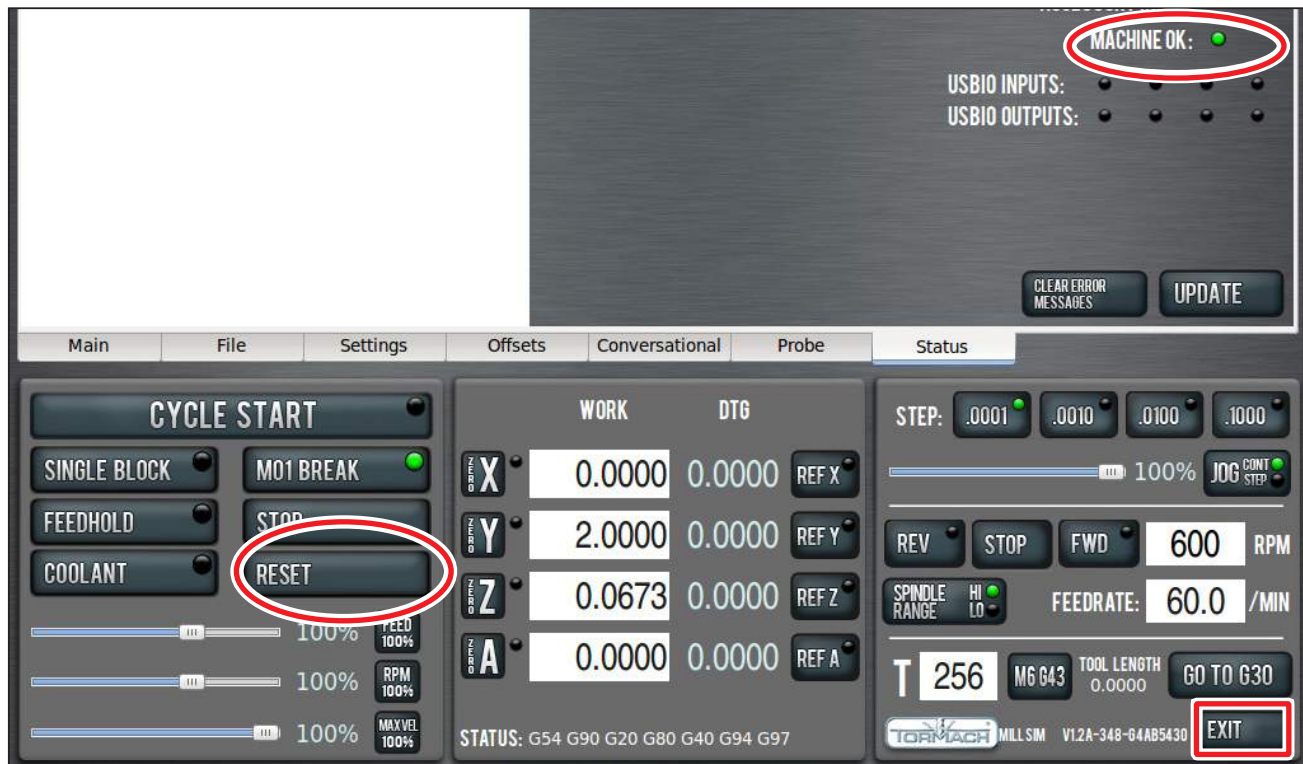 MACHINE OK:
USBIO INPUTS:
USBIO OUTPUTS:
CLEAR ERROR
MESSAGES
UPDATE
Main File Settings Offsets Conversational Probe Status
CYCLE START
SINGLE BLOCK M01 BREAK
FEEDHOLD STOP
COOLANT RESET
100% FEED 100%
100% RPM 100%
100% MAXVEL 100%
WORK DTG
ZERO X 0.0000 0.0000 REF X
ZERO Y 2.0000 0.0000 REF Y
ZERO Z 0.0673 0.0000 REF Z
ZERO A 0.0000 0.0000 REF A
STATUS: G54 G90 G20 G80 G40 G94 G97
STEP: .0001 .0010 .0100 .1000
100% JOG CONT STEP
REV STOP FWD 600 RPM
SPINDLE RANGE HI LO FEEDRATE: 60.0 /MIN
T 256 M6 G43 TOOL LENGTH 0.0000 GO TO G30
TORMACH MILL SIM V1.2A-348-G4AB5430 EXIT